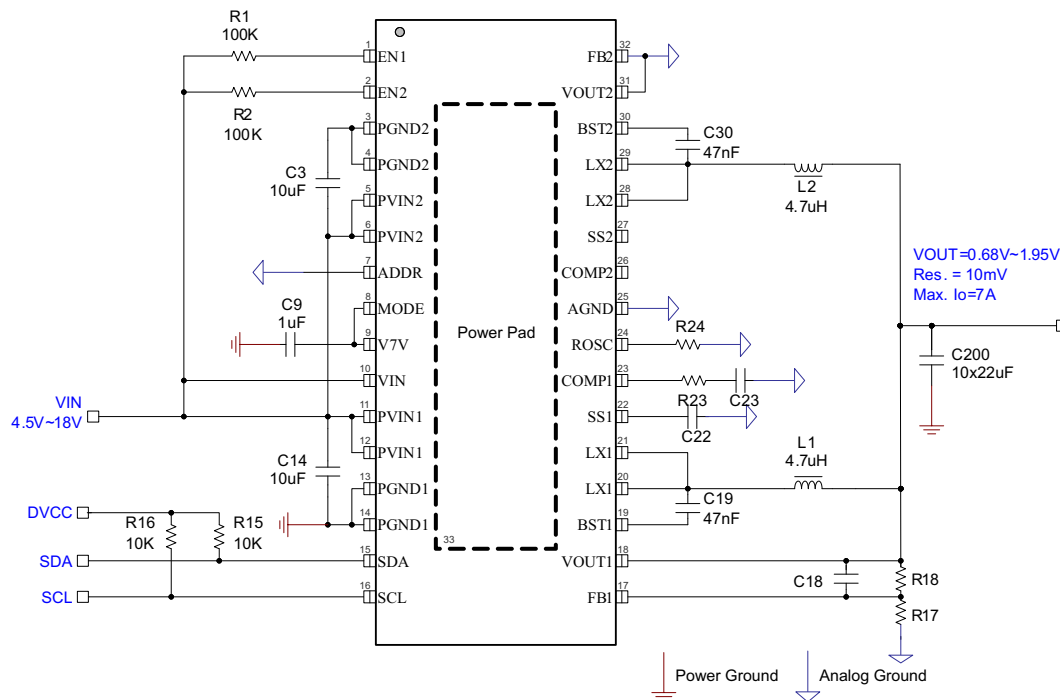 R1
100K
R2
100K
C3
10uF
C9
1uF
VIN
4.5V~18V
C14
10uF
DVCC
R16
10K
R15
10K
SDA
SCL
1 EN1
2 EN2
3 PGND2
4 PGND2
5 PVIN2
6 PVIN2
7 ADDR
8 MODE
9 V7V
10 VIN
11 PVIN1
12 PVIN1
13 PGND1
14 PGND1
15 SDA
16 SCL
Power Pad
33
FB2 32
VOUT2 31
BST2 30
LX2 29
LX2 28
SS2 27
COMP2 26
AGND 25
ROSC 24
COMP1 23
SS1 22
LX1 21
LX1 20
BST1 19
VOUT1 18
FB1 17
C30
47nF
L2
4.7uH
VOUT=0.68V~1.95V
Res. = 10mV
Max. Io=7A
R24
R23
C23
C22
C200
10x22uF
L1
4.7uH
C19
47nF
C18
R18
R17
Power Ground
Analog Ground